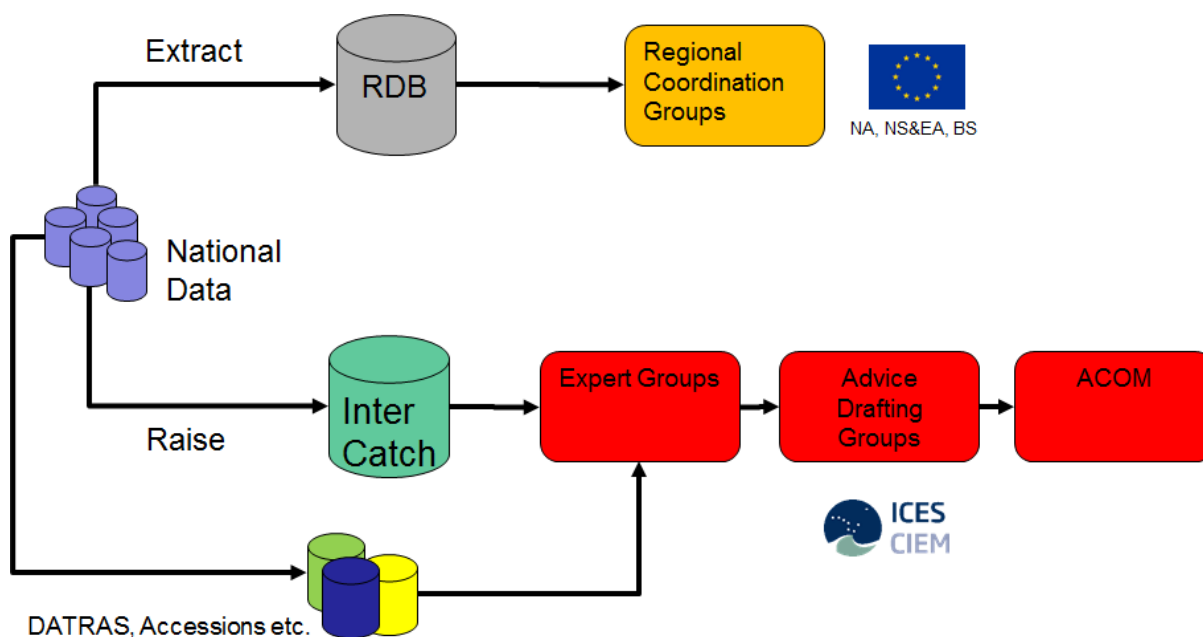 Extract
RDB
Regional
Coordination
Groups
NA, NS&EA, BS
National
Data
Raise
Inter
Catch
Expert Groups
Advice
Drafting
Groups
ACOM
ICES
CIEM
DATRAS, Accessions etc.